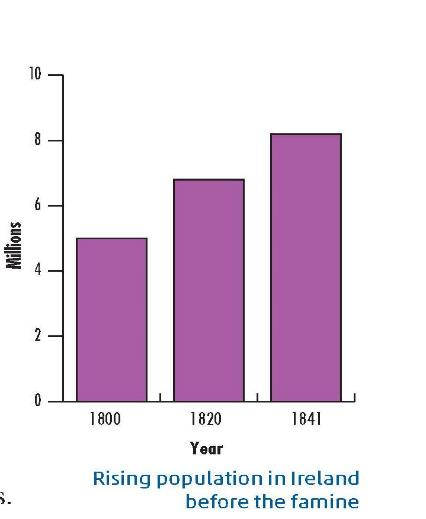 10
8
6
4
2
0
Millions
1800 1820 1841
Year
Rising population in Ireland
before the famine
s.